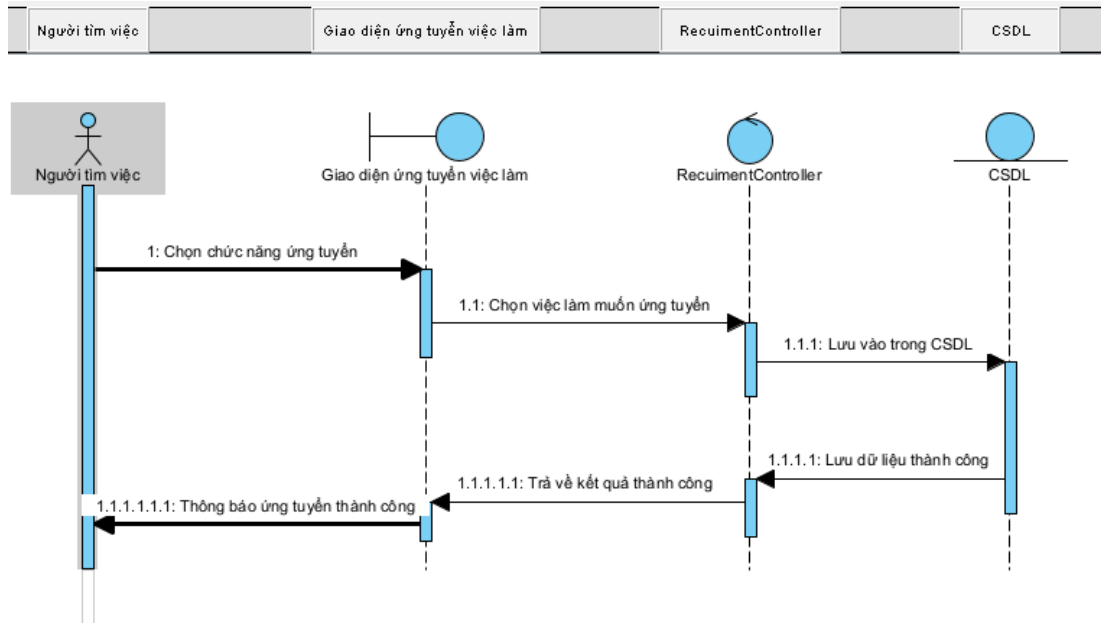 Người tìm việc
Giao diện ứng tuyển việc làm
RecuimentController
CSDL
Người tìm việc
Giao diện ứng tuyển việc làm
RecuimentController
CSDL
1: Chọn chức năng ứng tuyển
1.1: Chọn việc làm muốn ứng tuyển
1.1.1: Lưu vào trong CSDL
1.1.1.1: Lưu dữ liệu thành công
1.1.1.1.1: Trả về kết quả thành công
1.1.1.1.1.1: Thông báo ứng tuyển thành công